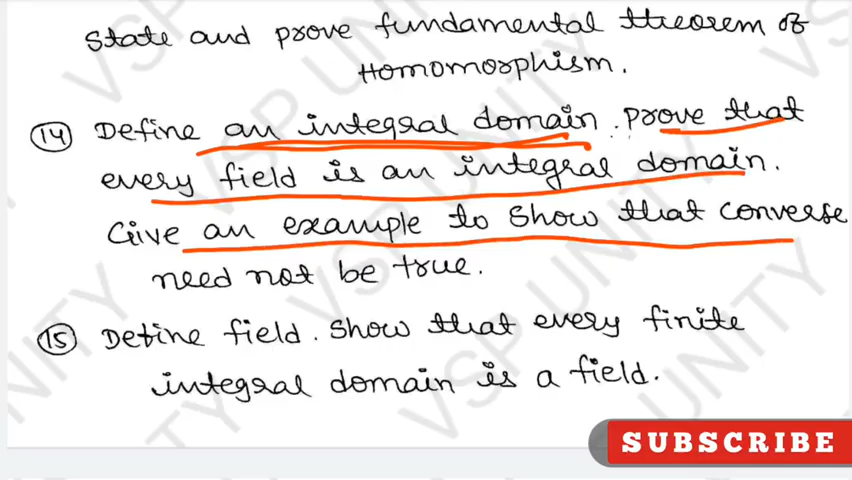 State and prove fundamental theorem of
Homomorphism.
14 Define an integral domain. prove that
every field is an integral domain.
Give an example to show that converse
need not be true.
15 Define field. Show that every finite
integral domain is a field.
SUBSCRIBE
VSP UNITY